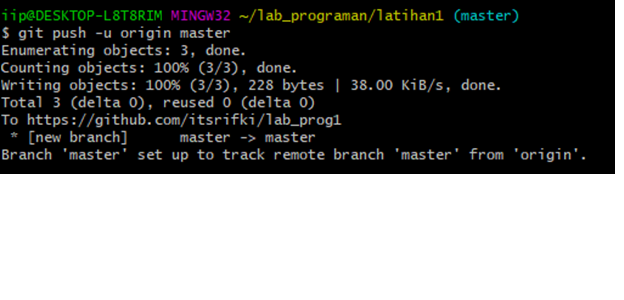 iip@DESKTOP-L8T8RIM MINGW32 ~/lab_programan/latihan1 (master)
$ git push -u origin master
Enumerating objects: 3, done.
Counting objects: 100% (3/3), done.
Writing objects: 100% (3/3), 228 bytes | 38.00 KiB/s, done.
Total 3 (delta 0), reused 0 (delta 0)
To https://github.com/itsrifki/lab_prog1
 * [new branch]      master -> master
Branch 'master' set up to track remote branch 'master' from 'origin'.